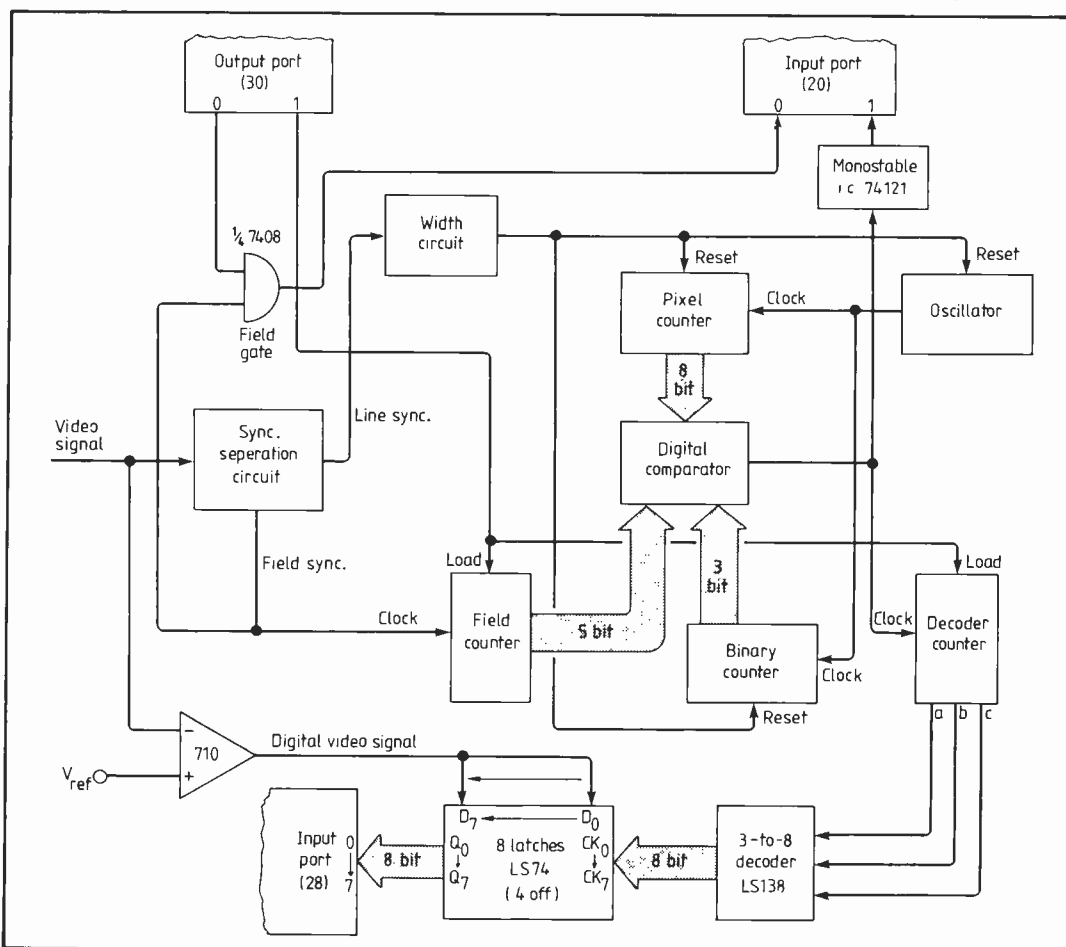 Output port
(30)
0 1
Input port
(20)
0 1
Monostable
i c 74121
¼ 7408
Field
gate
Width
circuit
Reset
Reset
Pixel
counter
Clock
Oscillator
8
bit
Line sync.
Video
signal
Sync.
seperation
circuit
Digital
comparator
Field sync.
Load
3
bit
Load
Clock
Field
counter
5 bit
Binary
counter
Clock
Clock
Decoder
counter
a b c
Reset
Digital video signal
-
710
+
Vref
Input
port
(28)
0
7
8 bit
D7 D0
Q0
Q7
8 latches
LS74
(4 off)
CK0
CK7
8 bit
3-to-8
decoder
LS138